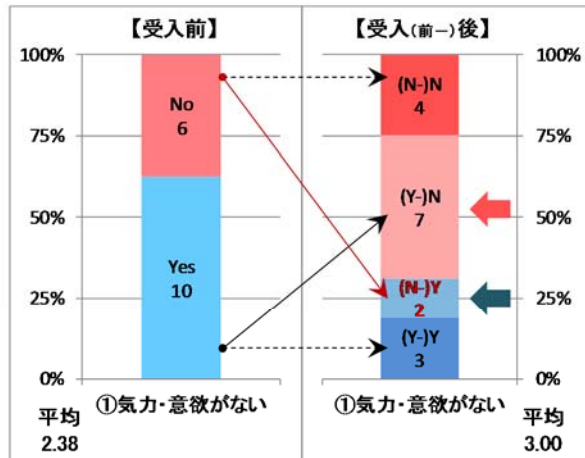 【受入前】
100%
75%
50%
25%
0%
No
6
Yes
10
①気力・意欲がない
平均
2.38
【受入(前ー)後】
(N-)N
4
(Y-)N
7
(N-)Y
2
(Y-)Y
3
100%
75%
50%
25%
0%
①気力・意欲がない
平均
3.00